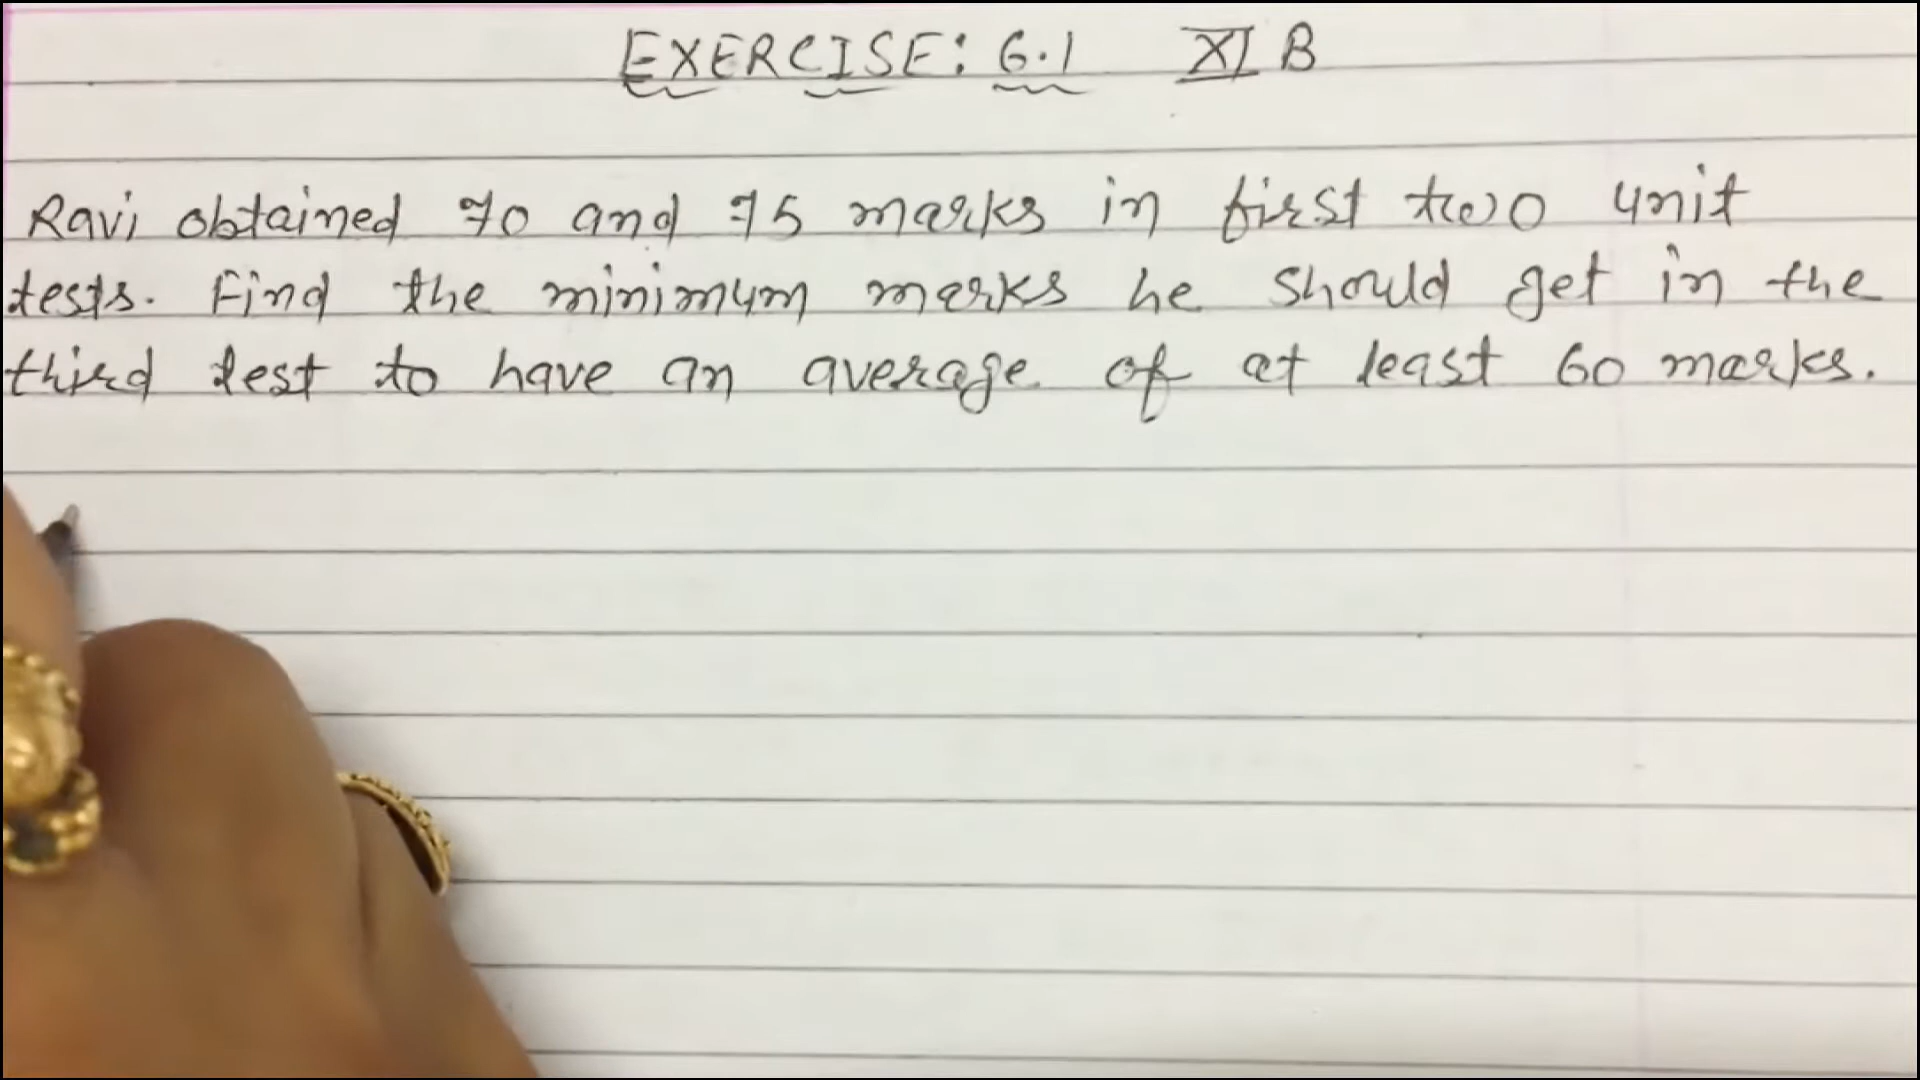 EXERCISE: 6.1 XI B
Ravi obtained 70 and 75 marks in first two unit
tests. Find the minimum marks he should get in the
third test to have an average of at least 60 marks.